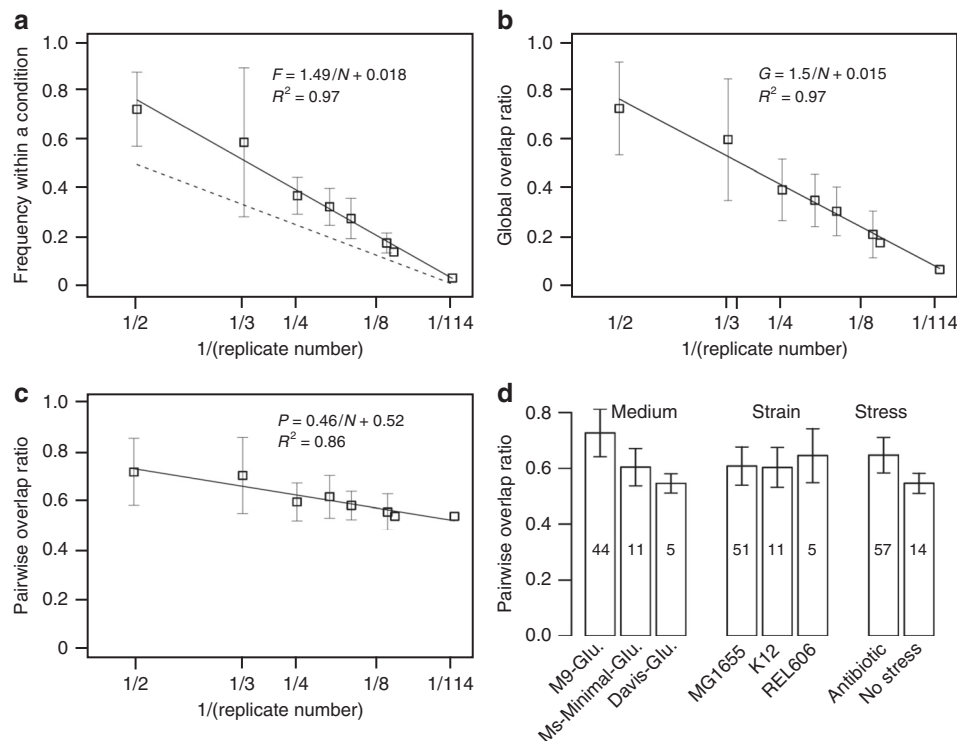 a
Frequency within a condition
1.0
0.8
0.6
0.4
0.2
0
F = 1.49/N + 0.018
R² = 0.97
1/2
1/3
1/4
1/8
1/114
1/(replicate number)
b
Global overlap ratio
1.0
0.8
0.6
0.4
0.2
0
G = 1.5/N + 0.015
R² = 0.97
1/2
1/3
1/4
1/8
1/114
1/(replicate number)
c
Pairwise overlap ratio
1.0
0.8
0.6
0.4
0.2
0
P = 0.46/N + 0.52
R² = 0.86
1/2
1/3
1/4
1/8
1/114
1/(replicate number)
d
Pairwise overlap ratio
0.8
0.6
0.4
0.2
0.0
Medium
Strain
Stress
44
11
5
51
11
5
57
14
M9-Glu.
Ms-Minimal-Glu.
Davis-Glu.
MG1655
K12
REL606
Antibiotic
No stress